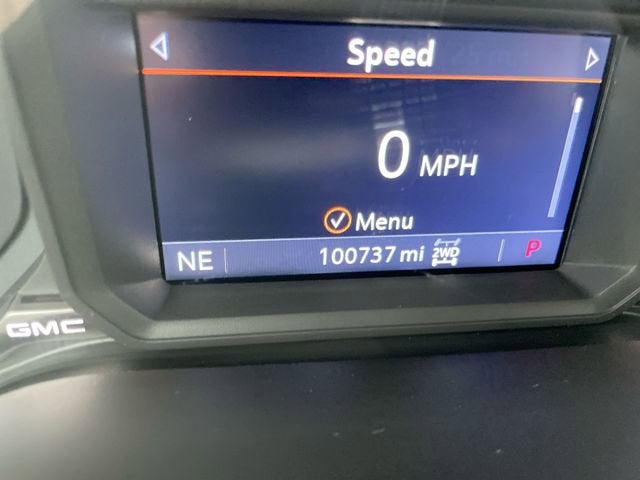 Speed
0 MPH
Menu
NE 100737 mi 2WD P
GMC